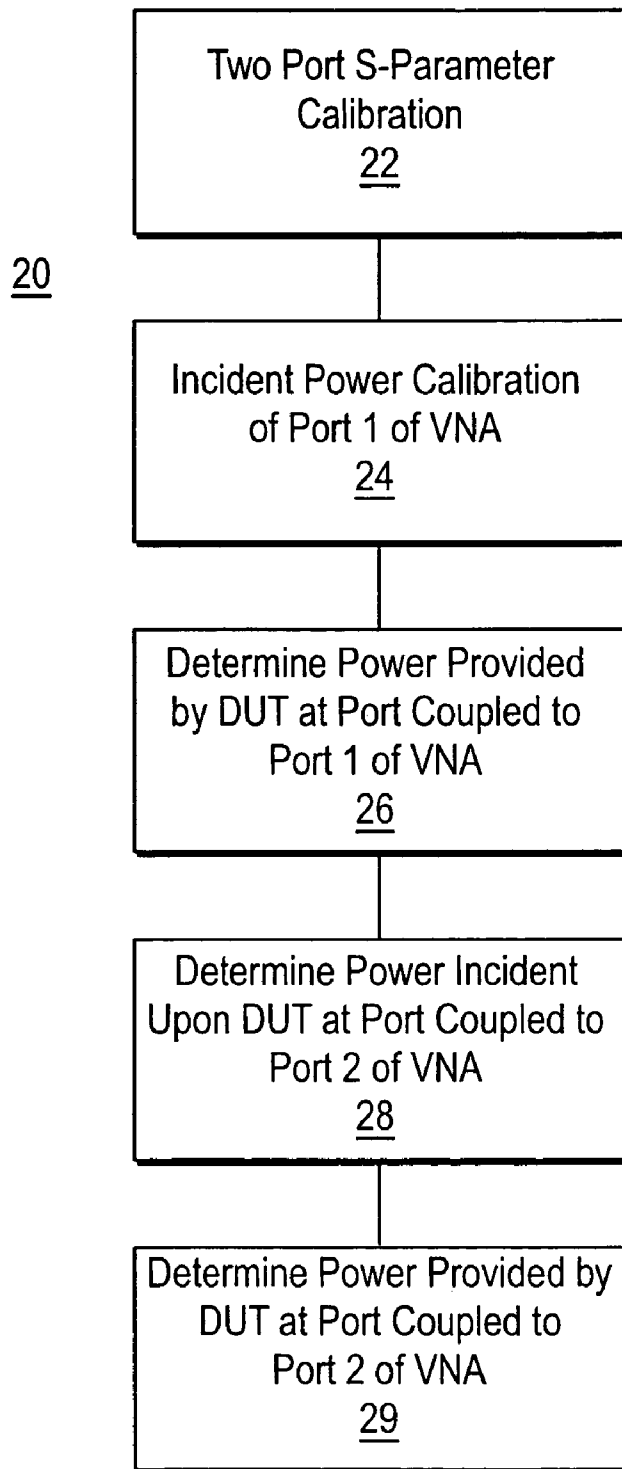 Two Port S-Parameter
Calibration
22
20
Incident Power Calibration
of Port 1 of VNA
24
Determine Power Provided
by DUT at Port Coupled to
Port 1 of VNA
26
Determine Power Incident
Upon DUT at Port Coupled to
Port 2 of VNA
28
Determine Power Provided by
DUT at Port Coupled to
Port 2 of VNA
29